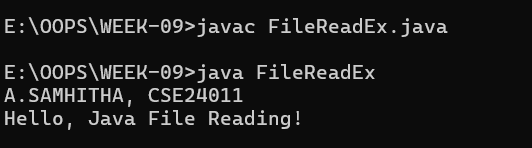 E:\OOPS\WEEK-09>javac FileReadEx.java
E:\OOPS\WEEK-09>java FileReadEx
A.SAMHITHA, CSE24011
Hello, Java File Reading!